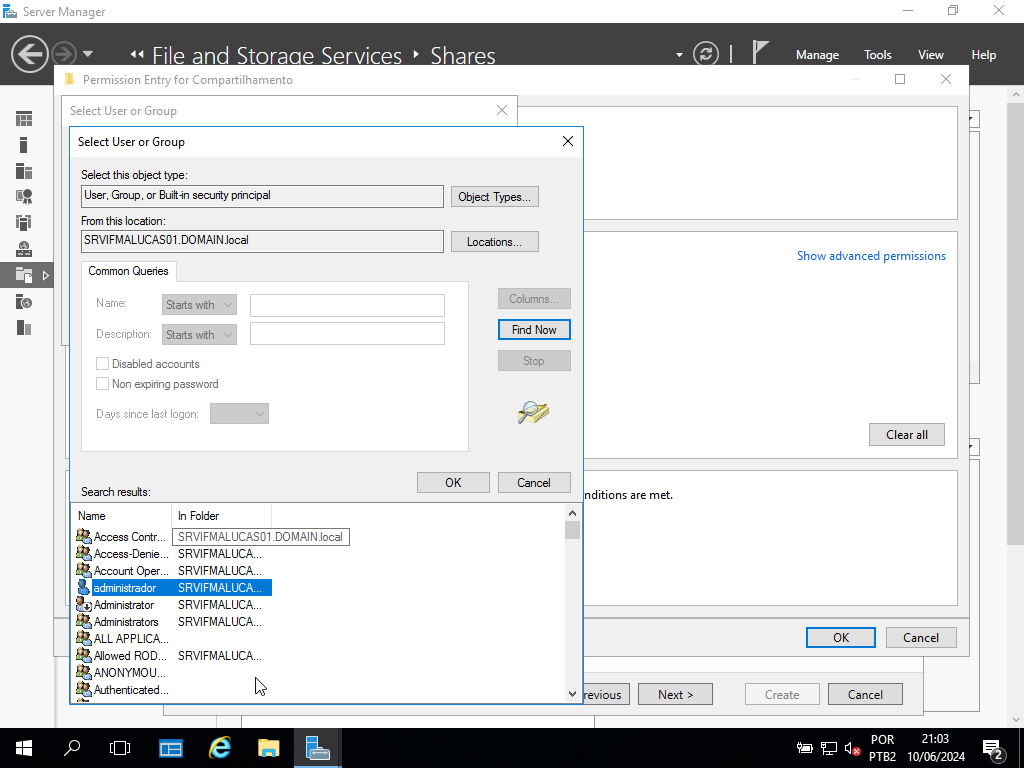 Server Manager
File and Storage Services
Shares
Manage
Tools
View
Help
Permission Entry for Compartilhamento
Select User or Group
Select User or Group
Select this object type:
User, Group, or Built-in security principal
Object Types...
From this location:
SRVIFMALUCAS01.DOMAIN.local
Locations...
Show advanced permissions
Common Queries
Name:
Starts with
Columns...
Description:
Starts with
Find Now
Stop
Disabled accounts
Non expiring password
Days since last logon:
Clear all
OK
Cancel
Search results:
nditions are met.
Name
In Folder
Access Contr...
SRVIFMALUCAS01.DOMAIN.local
Access-Denie...
SRVIFMALUCA...
Account Oper...
SRVIFMALUCA...
administrador
SRVIFMALUCA...
Administrator
SRVIFMALUCA...
Administrators
SRVIFMALUCA...
ALL APPLICA...
Allowed ROD...
SRVIFMALUCA...
ANONYMOU...
Authenticated...
OK
Cancel
revious
Next >
Create
Cancel
POR
PTB2
21:03
10/06/2024
2